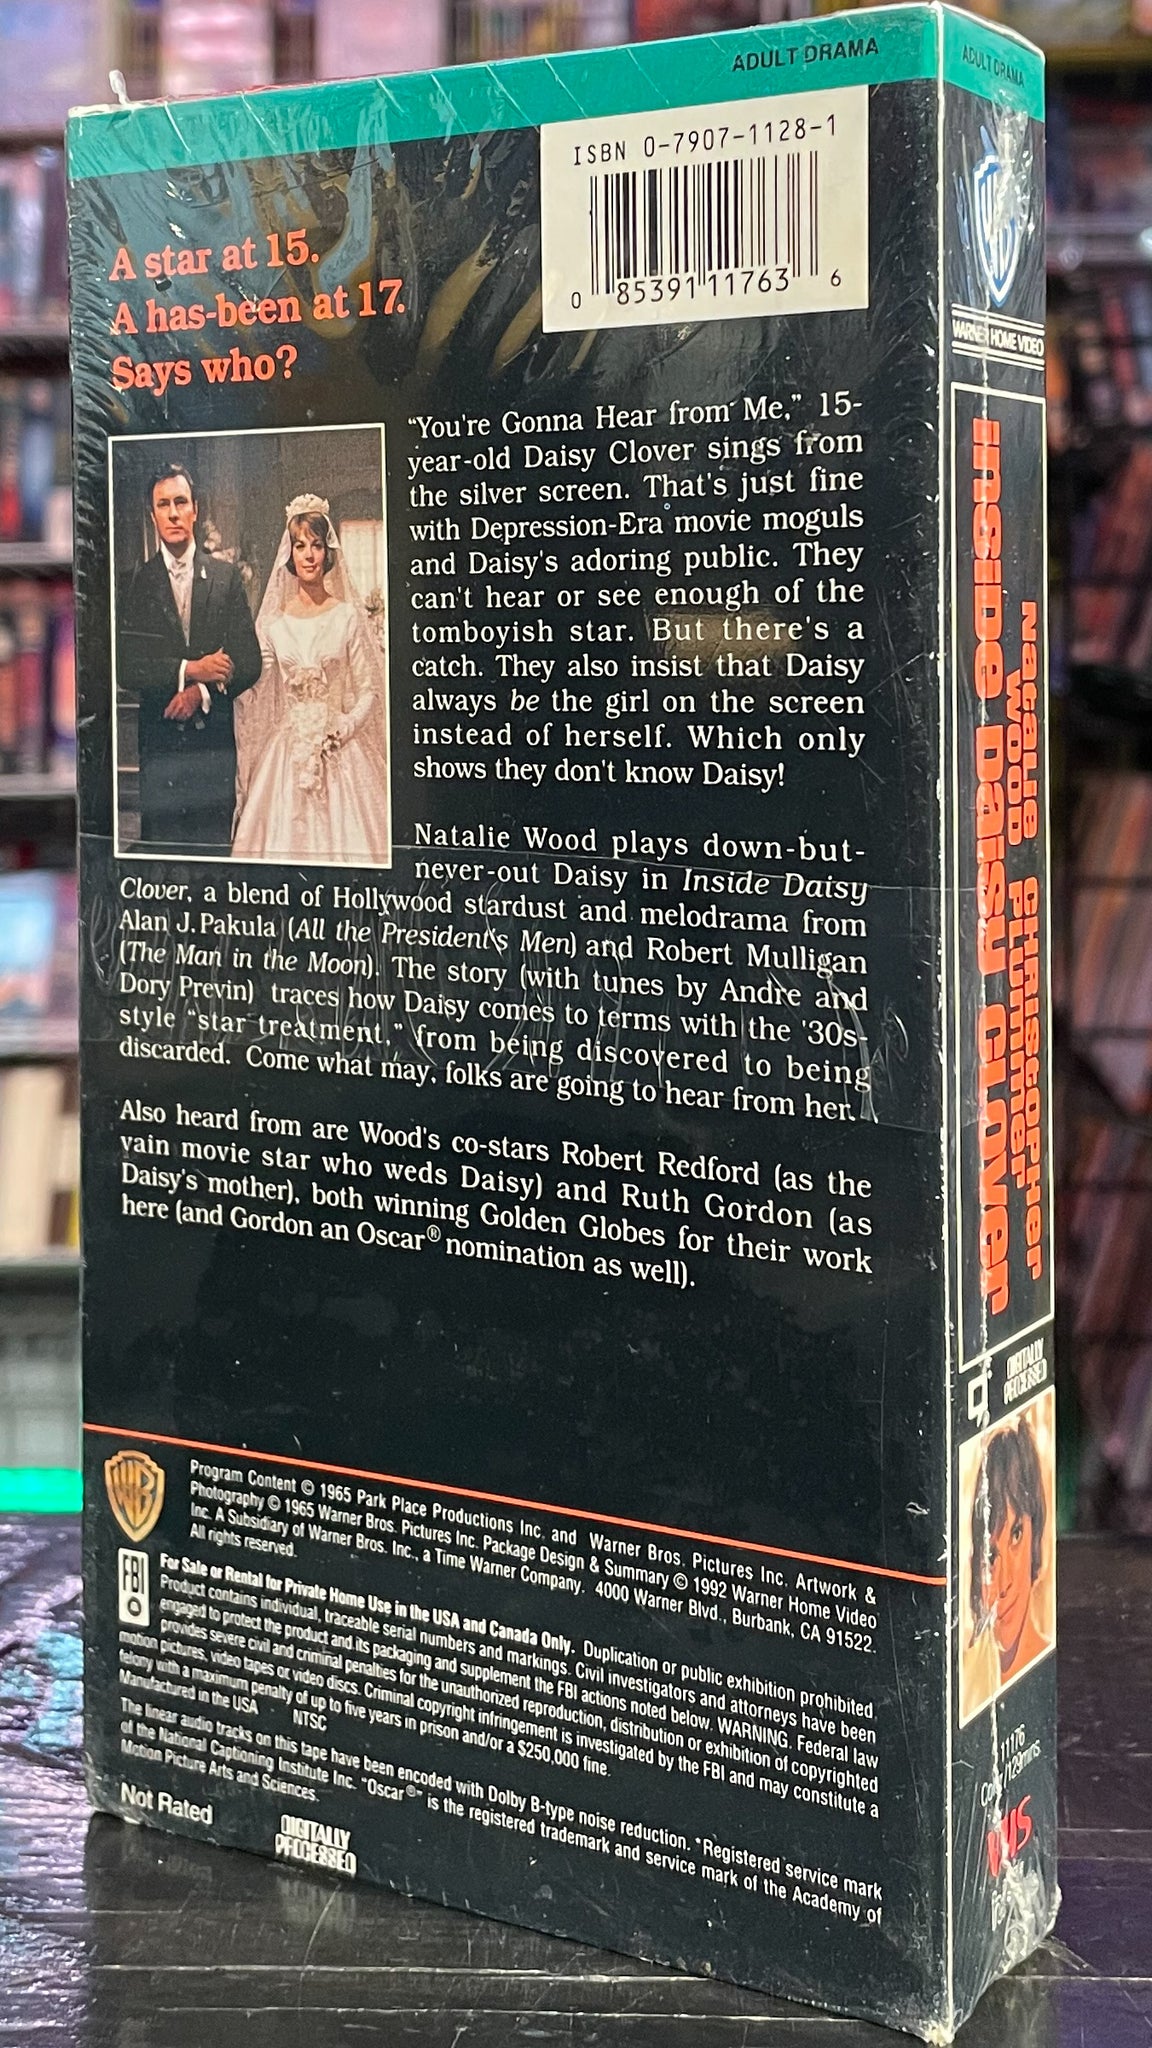 ADULT DRAMA
ISBN 0-7907-1128-1
0 85391 11763 6
A star at 15.
A has-been at 17.
Says who?
“You're Gonna Hear from Me,” 15-
year-old Daisy Clover sings from
the silver screen. That's just fine
with Depression-Era movie moguls
and Daisy's adoring public. They
can't hear or see enough of the
tomboyish star. But there's a
catch. They also insist that Daisy
always be the girl on the screen
instead of herself. Which only
shows they don't know Daisy!
Natalie Wood plays down-but-
never-out Daisy in Inside Daisy
Clover, a blend of Hollywood stardust and melodrama from
Alan J. Pakula (All the President's Men) and Robert Mulligan
(The Man in the Moon). The story (with tunes by Andre and
Dory Previn) traces how Daisy comes to terms with the '30s-
style “star treatment,” from being discovered to being
discarded. Come what may, folks are going to hear from her.
Also heard from are Wood's co-stars Robert Redford (as the
vain movie star who weds Daisy) and Ruth Gordon (as
Daisy's mother), both winning Golden Globes for their work
here (and Gordon an Oscar® nomination as well).
WB
Program Content © 1965 Park Place Productions Inc. and Warner Bros. Pictures Inc. Artwork &
Photography © 1965 Warner Bros. Pictures Inc. Package Design & Summary © 1992 Warner Home Video
Inc. A Subsidiary of Warner Bros. Inc., a Time Warner Company. 4000 Warner Blvd., Burbank, CA 91522.
All rights reserved.
FBI
For Sale or Rental for Private Home Use in the USA and Canada Only. Duplication or public exhibition prohibited.
Product contains individual, traceable serial numbers and markings. Civil investigators and attorneys have been
engaged to protect the product and its packaging and supplement the FBI actions noted below. WARNING. Federal law
provides severe civil and criminal penalties for the unauthorized reproduction, distribution or exhibition of copyrighted
motion pictures, video tapes or video discs. Criminal copyright infringement is investigated by the FBI and may constitute a
felony with a maximum penalty of up to five years in prison and/or a $250,000 fine.
Manufactured in the USA NTSC
The linear audio tracks on this tape have been encoded with Dolby B-type noise reduction. *Registered service mark
of the National Captioning Institute Inc. “Oscar®” is the registered trademark and service mark of the Academy of
Motion Picture Arts and Sciences.
Not Rated
DIGITALLY
PROCESSED
ADULT DRAMA
WB
WARNER HOME VIDEO
Natalie CHRISTOPHER
WOOD PLUMMER
INSIDE DAISY CLOVER
DIGITALLY
PROCESSED
11176
Color/129mins
VHS